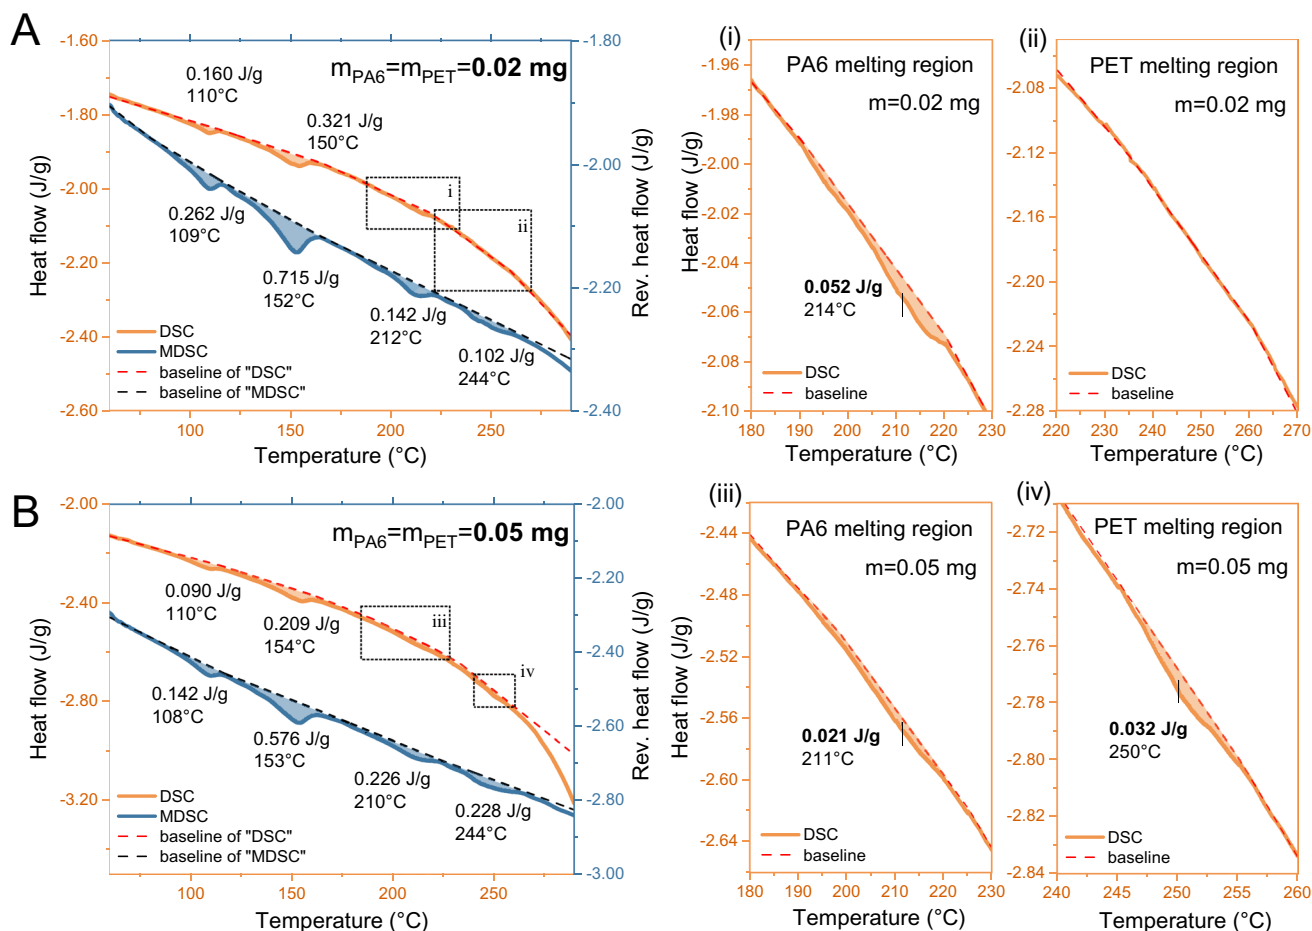 A
-1.60
-1.80
-2.00
-2.20
-2.40
-2.60
Heat flow (J/g)
-1.80
-2.00
-2.20
-2.40
Rev. heat flow (J/g)
mPA6=mPET=0.02 mg
0.160 J/g
110°C
0.321 J/g
150°C
i
ii
0.262 J/g
109°C
0.715 J/g
152°C
0.142 J/g
212°C
0.102 J/g
244°C
DSC
MDSC
baseline of "DSC"
baseline of "MDSC"
100
150
200
250
Temperature (°C)
(i)
PA6 melting region
m=0.02 mg
-1.96
-1.98
-2.00
-2.02
-2.04
-2.06
-2.08
-2.10
Heat flow (J/g)
0.052 J/g
214°C
DSC
baseline
180
190
200
210
220
230
Temperature (°C)
(ii)
PET melting region
m=0.02 mg
-2.08
-2.12
-2.16
-2.20
-2.24
-2.28
DSC
baseline
220
230
240
250
260
270
Temperature (°C)
B
-2.00
-2.40
-2.80
-3.20
Heat flow (J/g)
-2.00
-2.20
-2.40
-2.60
-2.80
-3.00
Rev. heat flow (J/g)
mPA6=mPET=0.05 mg
0.090 J/g
110°C
0.209 J/g
154°C
iii
iv
0.142 J/g
108°C
0.576 J/g
153°C
0.226 J/g
210°C
0.228 J/g
244°C
DSC
MDSC
baseline of "DSC"
baseline of "MDSC"
100
150
200
250
Temperature (°C)
(iii)
PA6 melting region
m=0.05 mg
-2.44
-2.48
-2.52
-2.56
-2.60
-2.64
Heat flow (J/g)
0.021 J/g
211°C
DSC
baseline
180
190
200
210
220
230
Temperature (°C)
(iv)
PET melting region
m=0.05 mg
-2.72
-2.74
-2.76
-2.78
-2.80
-2.82
-2.84
0.032 J/g
250°C
DSC
baseline
240
245
250
255
260
Temperature (°C)